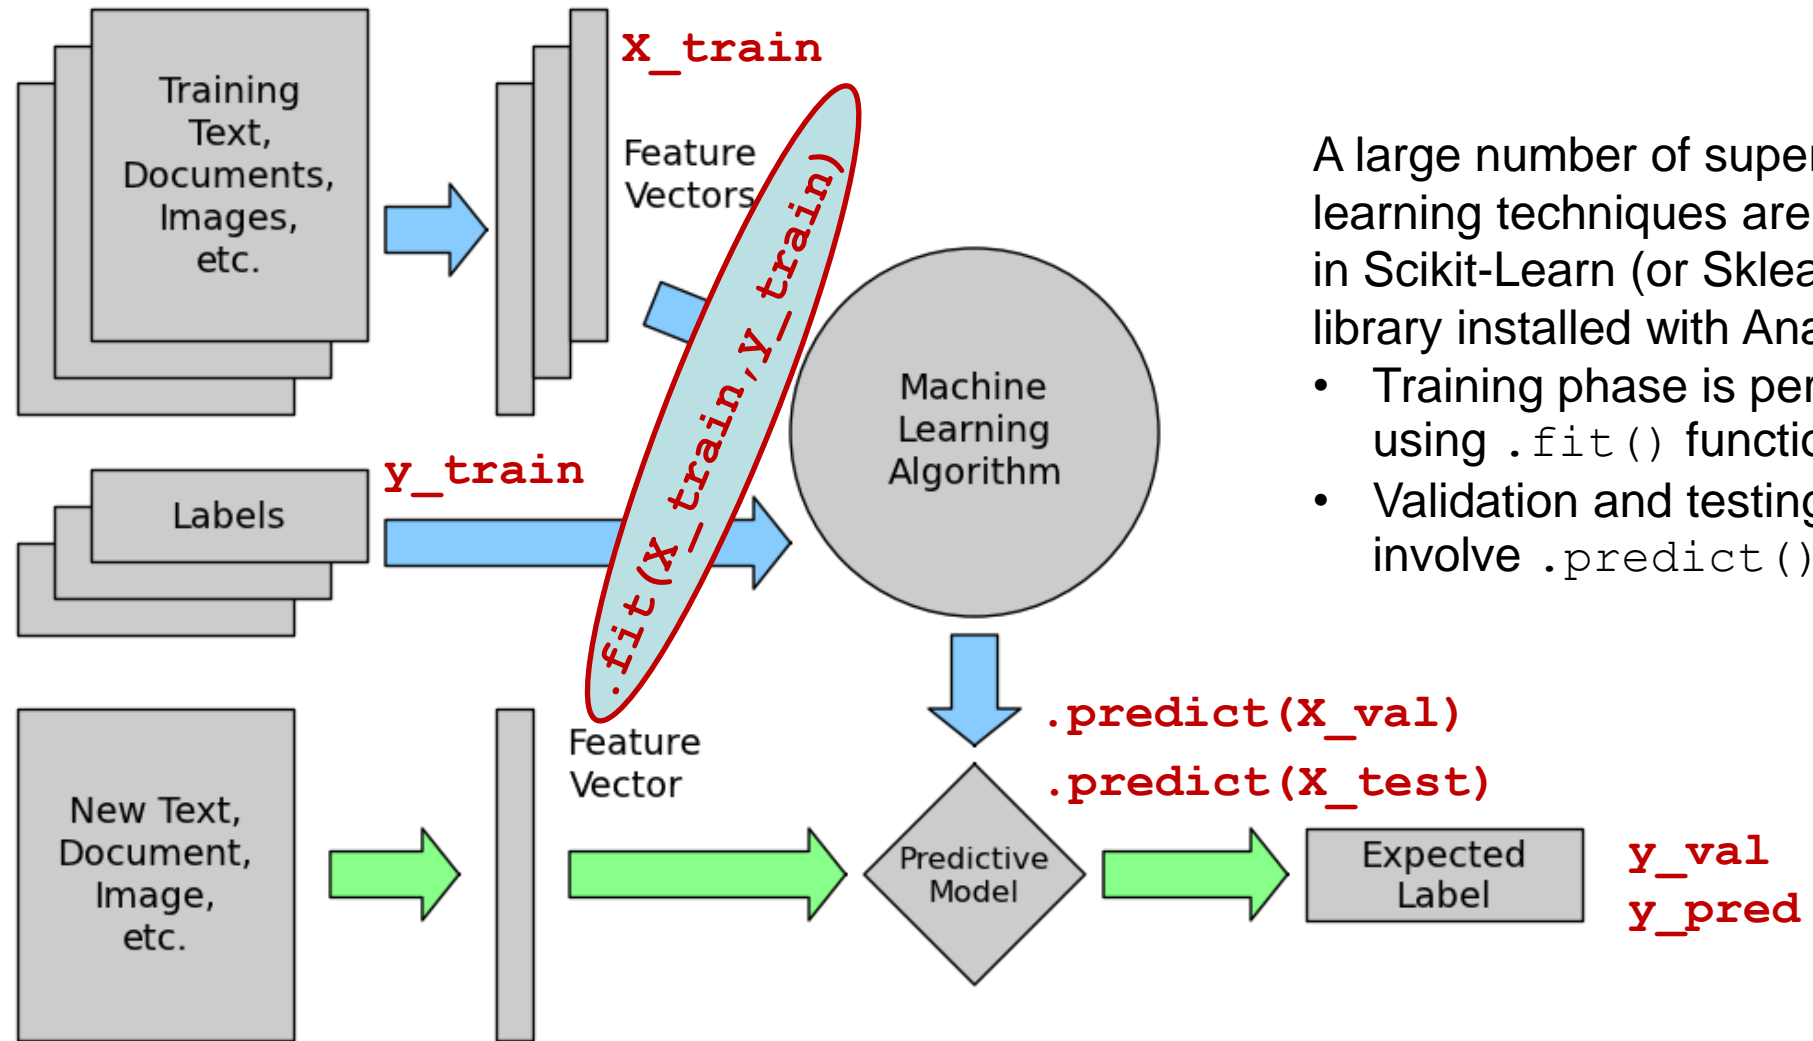 X_train
Training
Text,
Documents,
Images,
etc.
Feature
Vectors
.fit(X_train,y_train)
Machine
Learning
Algorithm
y_train
Labels
A large number of super
learning techniques are
in Scikit-Learn (or Sklea
library installed with Ana
• Training phase is per
using .fit() functio
• Validation and testing
involve .predict()
.predict(X_val)
.predict(X_test)
Feature
Vector
New Text,
Document,
Image,
etc.
Predictive
Model
Expected
Label
y_val
y_pred